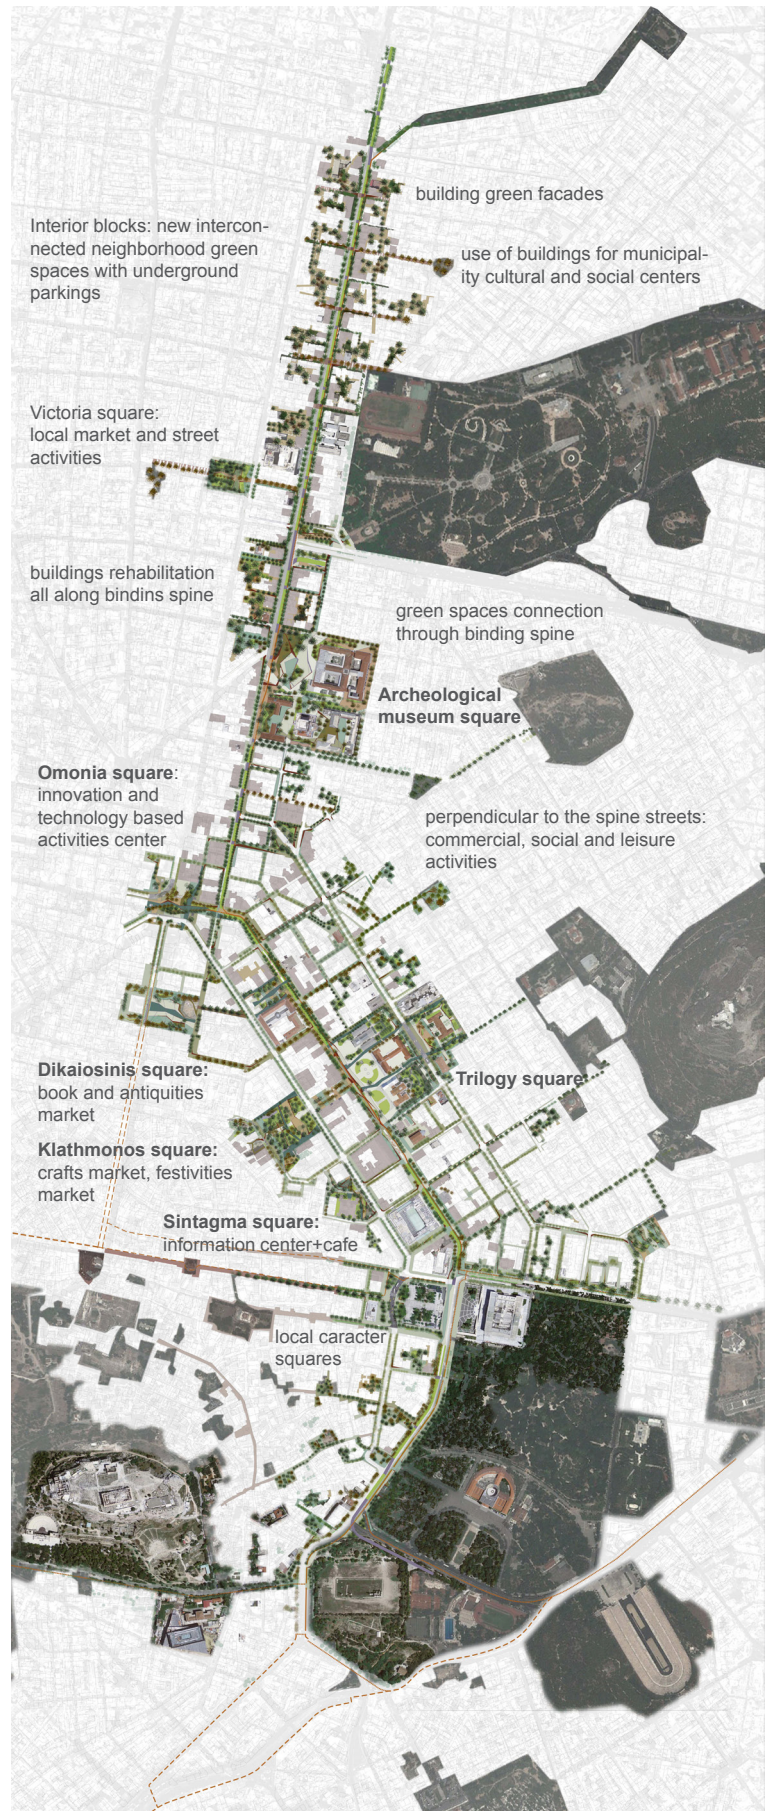 building green facades
Interior blocks: new intercon-
nected neighborhood green
spaces with underground
parkings
use of buildings for municipal-
ity cultural and social centers
Victoria square:
local market and street
activities
buildings rehabilitation
all along bindins spine
green spaces connection
through binding spine
Archeological
museum square
Omonia square:
innovation and
technology based
activities center
perpendicular to the spine streets:
commercial, social and leisure
activities
Dikaiosinis square:
book and antiquities
market
Trilogy square
Klathmonos square:
crafts market, festivities
market
Sintagma square:
information center+cafe
local caracter
squares